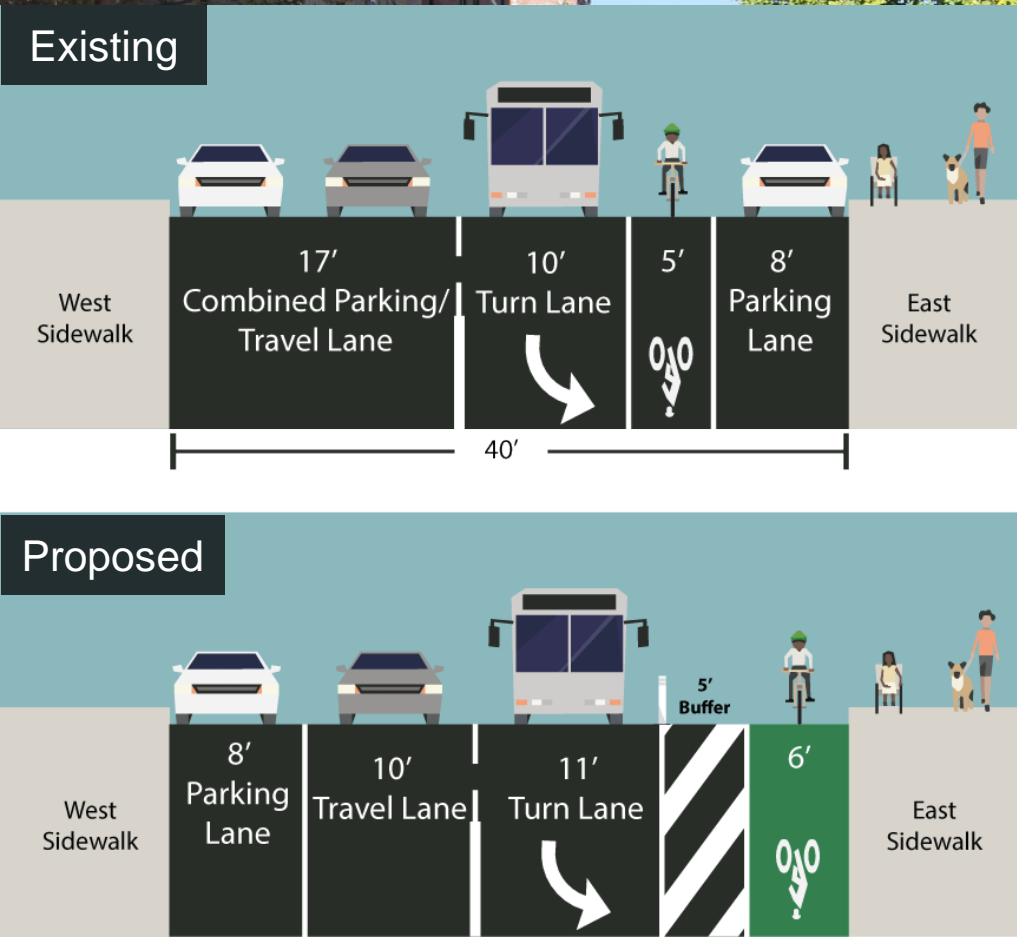 Existing
17’
Combined Parking/
Travel Lane
10’
Turn Lane
5’
8’
Parking
Lane
West
Sidewalk
East
Sidewalk
40’
Proposed
5’
Buffer
8’
Parking
Lane
10’
Travel Lane
11’
Turn Lane
6’
West
Sidewalk
East
Sidewalk